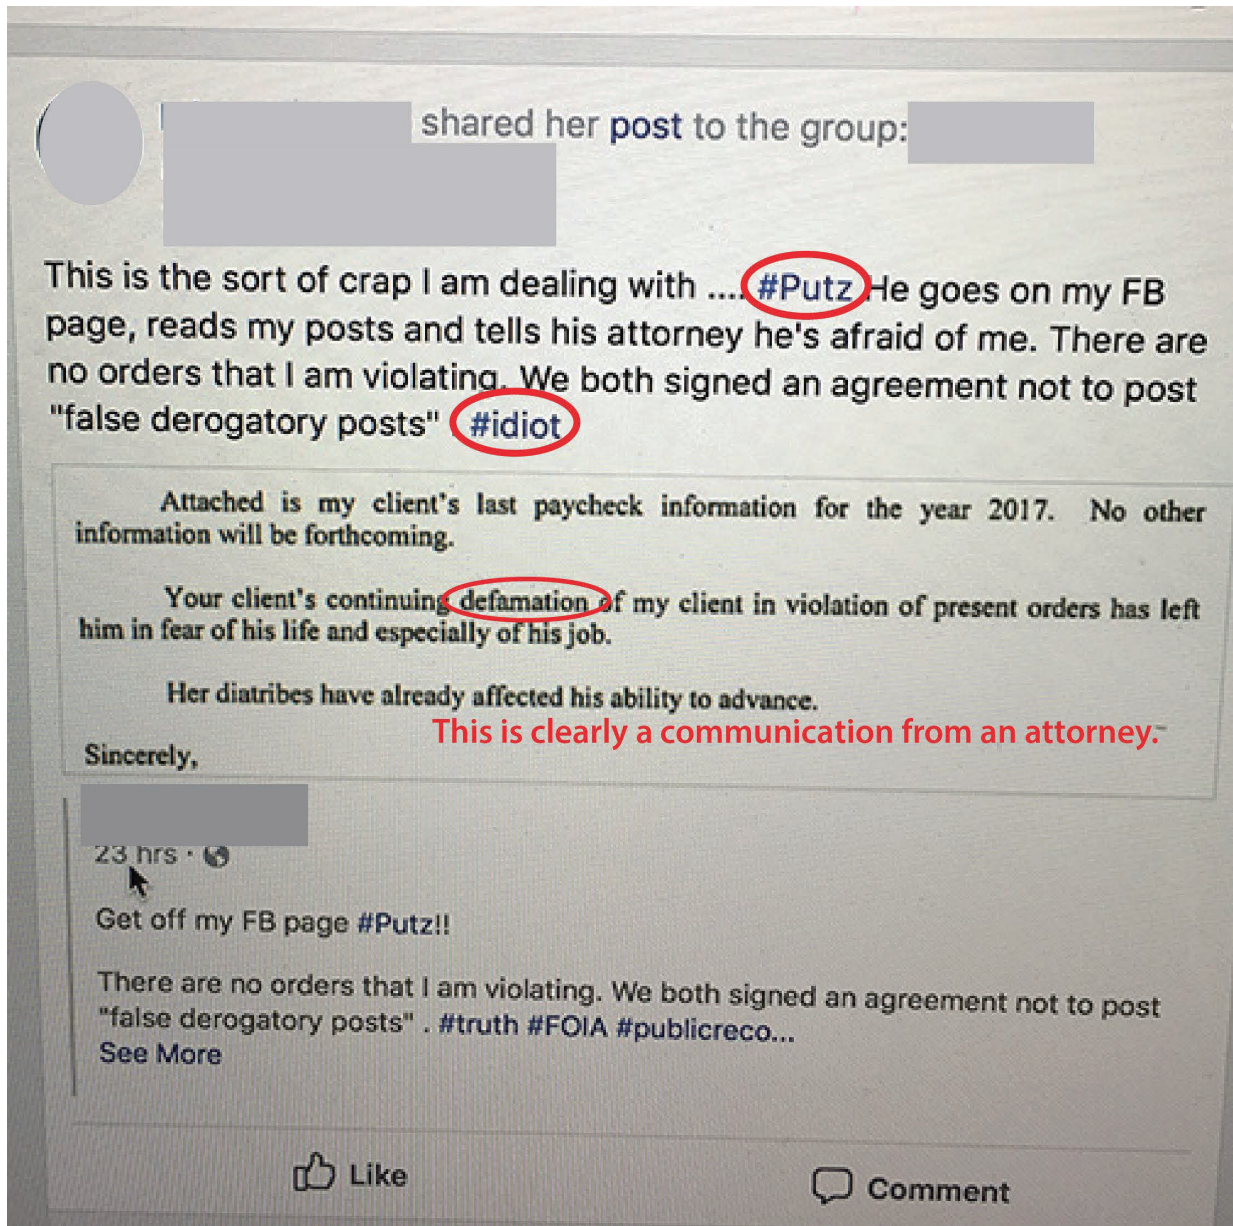 shared her post to the group:
This is the sort of crap I am dealing with .... #Putz He goes on my FB
page, reads my posts and tells his attorney he's afraid of me. There are
no orders that I am violating. We both signed an agreement not to post
"false derogatory posts" . #idiot
Attached is my client's last paycheck information for the year 2017. No other
information will be forthcoming.
Your client's continuing defamation of my client in violation of present orders has left
him in fear of his life and especially of his job.
Her diatribes have already affected his ability to advance.
This is clearly a communication from an attorney.
Sincerely,
23 hrs ·
Get off my FB page #Putz!!
There are no orders that I am violating. We both signed an agreement not to post
"false derogatory posts" . #truth #FOIA #publicreco...
See More
Like
Comment